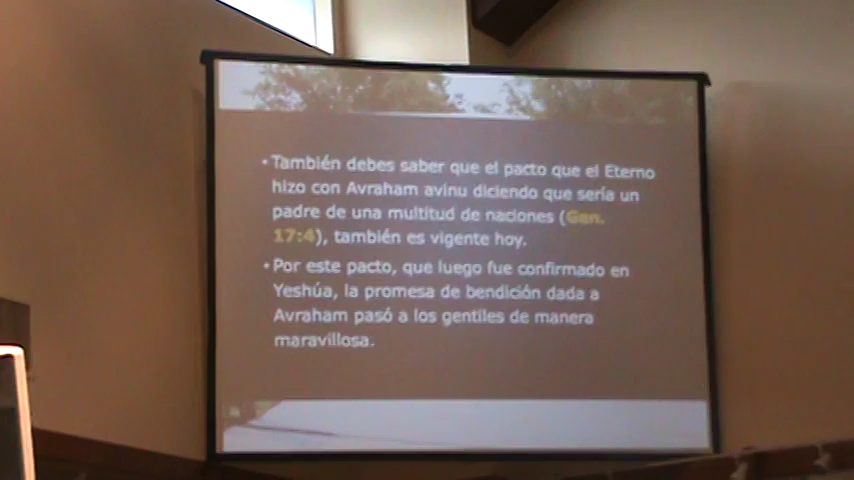 • También debes saber que el pacto que el Eterno
hizo con Avraham avinu diciendo que sería un
padre de una multitud de naciones (Gen.
17:4), también es vigente hoy.
• Por este pacto, que luego fue confirmado en
Yeshúa, la promesa de bendición dada a
Avraham pasó a los gentiles de manera
maravillosa.